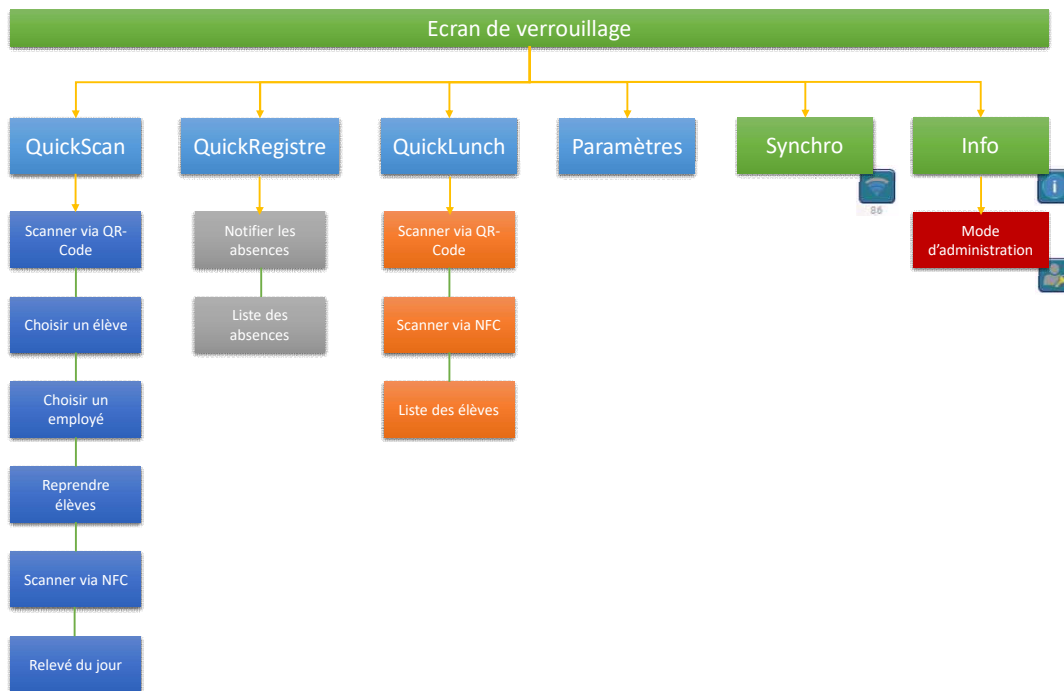 Ecran de verrouillage
QuickScan
QuickRegistre
QuickLunch
Paramètres
Synchro
Info
86
Scanner via QR-
Code
Notifier les
absences
Scanner via QR-
Code
Mode
d'administration
Choisir un élève
Liste des
absences
Scanner via NFC
Choisir un
employé
Liste des élèves
Reprendre
élèves
Scanner via NFC
Relevé du jour